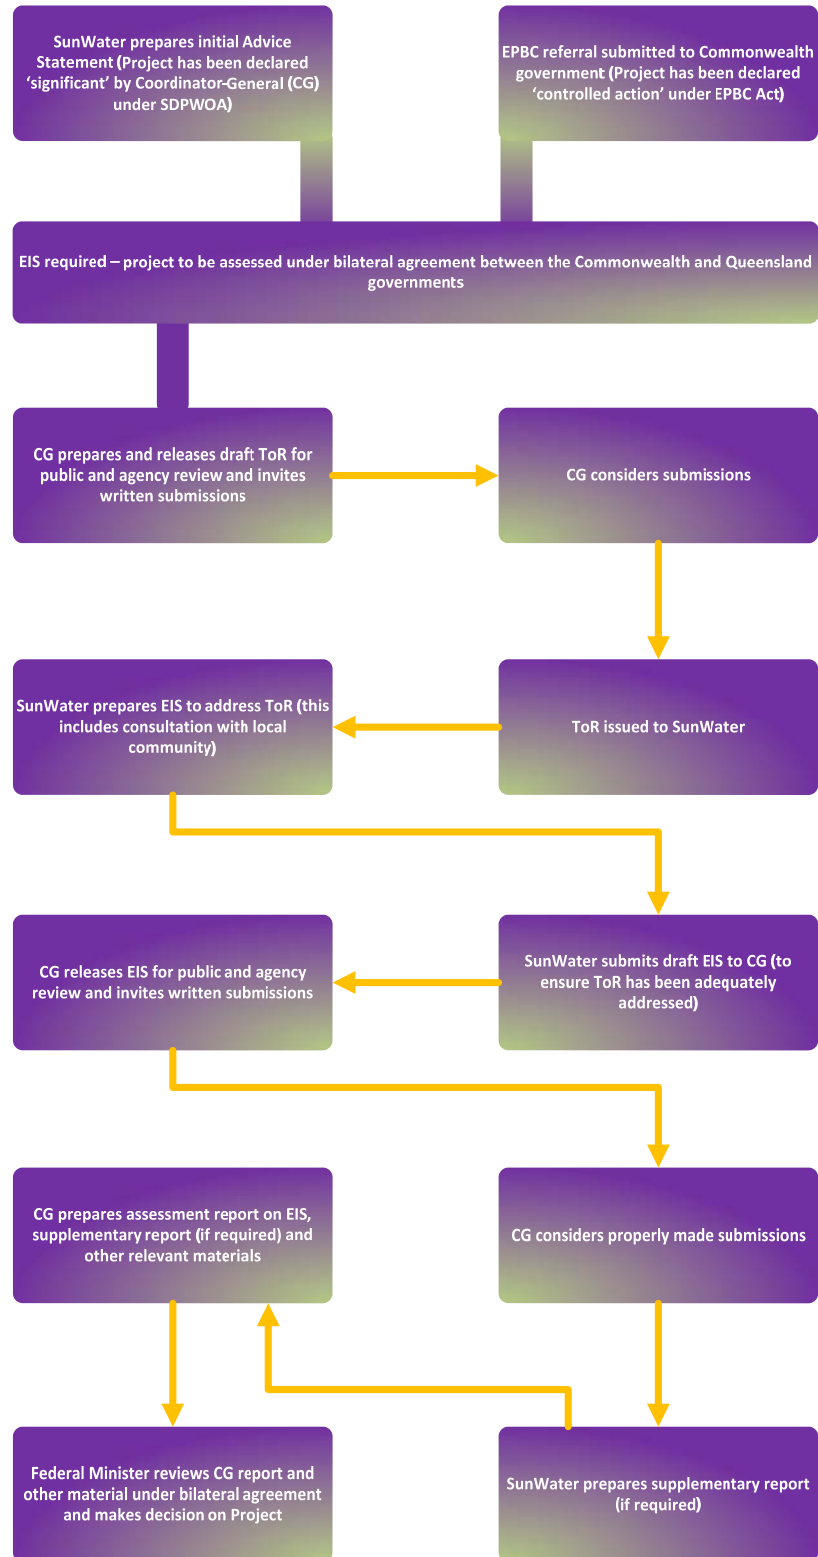 SunWater prepares initial Advice
Statement (Project has been declared
‘significant’ by Coordinator-General (CG)
under SDPWOA)
EPBC referral submitted to Commonwealth
government (Project has been declared
‘controlled action’ under EPBC Act)
EIS required – project to be assessed under bilateral agreement between the Commonwealth and Queensland
governments
CG prepares and releases draft ToR for
public and agency review and invites
written submissions
CG considers submissions
SunWater prepares EIS to address ToR (this
includes consultation with local
community)
ToR issued to SunWater
CG releases EIS for public and agency
review and invites written submissions
SunWater submits draft EIS to CG (to
ensure ToR has been adequately
addressed)
CG prepares assessment report on EIS,
supplementary report (if required) and
other relevant materials
CG considers properly made submissions
Federal Minister reviews CG report and
other material under bilateral agreement
and makes decision on Project
SunWater prepares supplementary report
(if required)